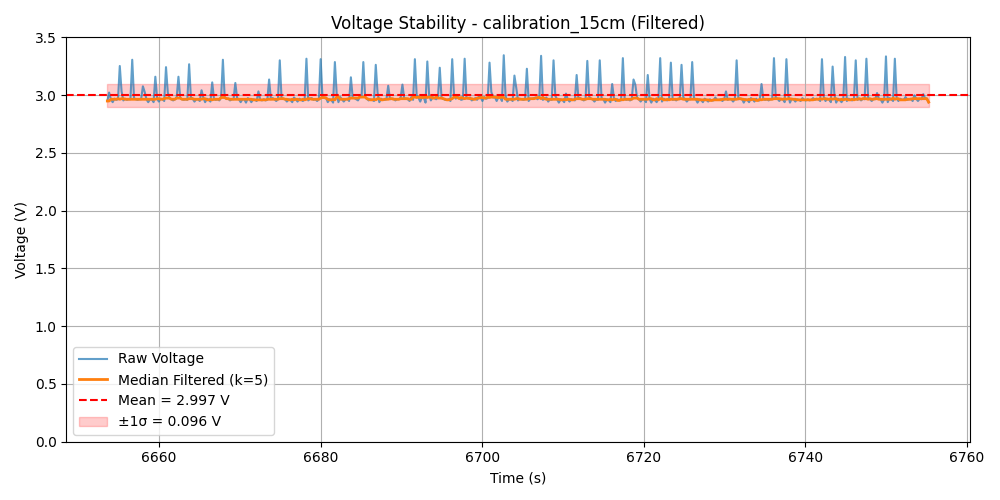 Voltage Stability - calibration_15cm (Filtered)
Voltage (V)
3.5
3.0
2.5
2.0
1.5
1.0
0.5
0.0
Raw Voltage
Median Filtered (k=5)
Mean = 2.997 V
±1σ = 0.096 V
6660 6680 6700 6720 6740 6760
Time (s)